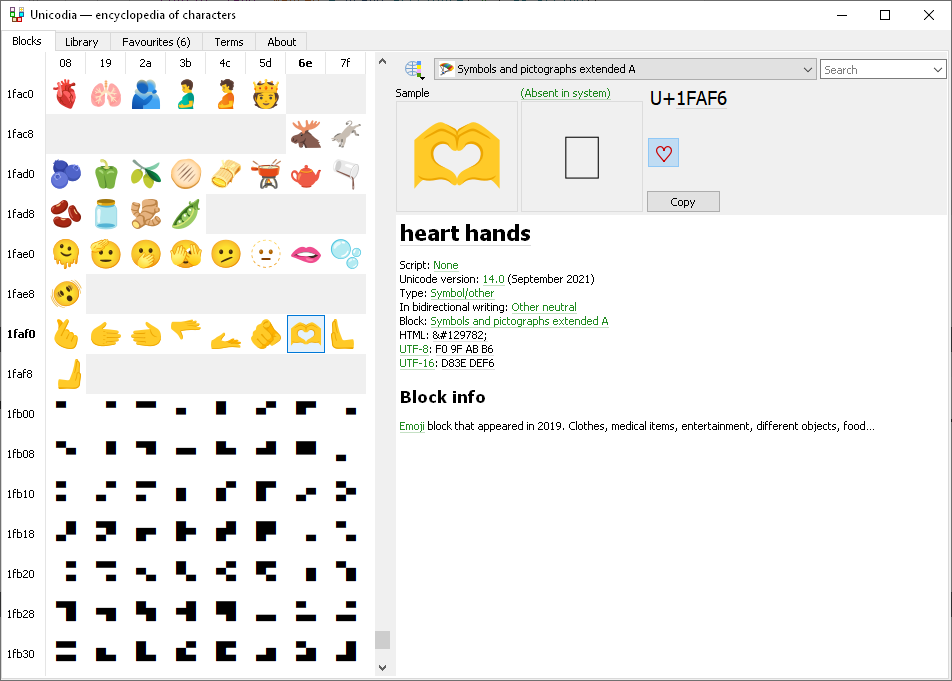 Unicodia — encyclopedia of characters
Blocks Library Favourites (6) Terms About
08 19 2a 3b 4c 5d 6e 7f
1fac0
1fac8
1fad0
1fad8
1fae0
1fae8
1faf0
1faf8
1fb00
1fb08
1fb10
1fb18
1fb20
1fb28
1fb30
Symbols and pictographs extended A
Search
Sample
(Absent in system)
U+1FAF6
Copy
heart hands
Script: None
Unicode version: 14.0 (September 2021)
Type: Symbol/other
In bidirectional writing: Other neutral
Block: Symbols and pictographs extended A
HTML: &#129782;
UTF-8: F0 9F AB B6
UTF-16: D83E DEF6
Block info
Emoji block that appeared in 2019. Clothes, medical items, entertainment, different objects, food...